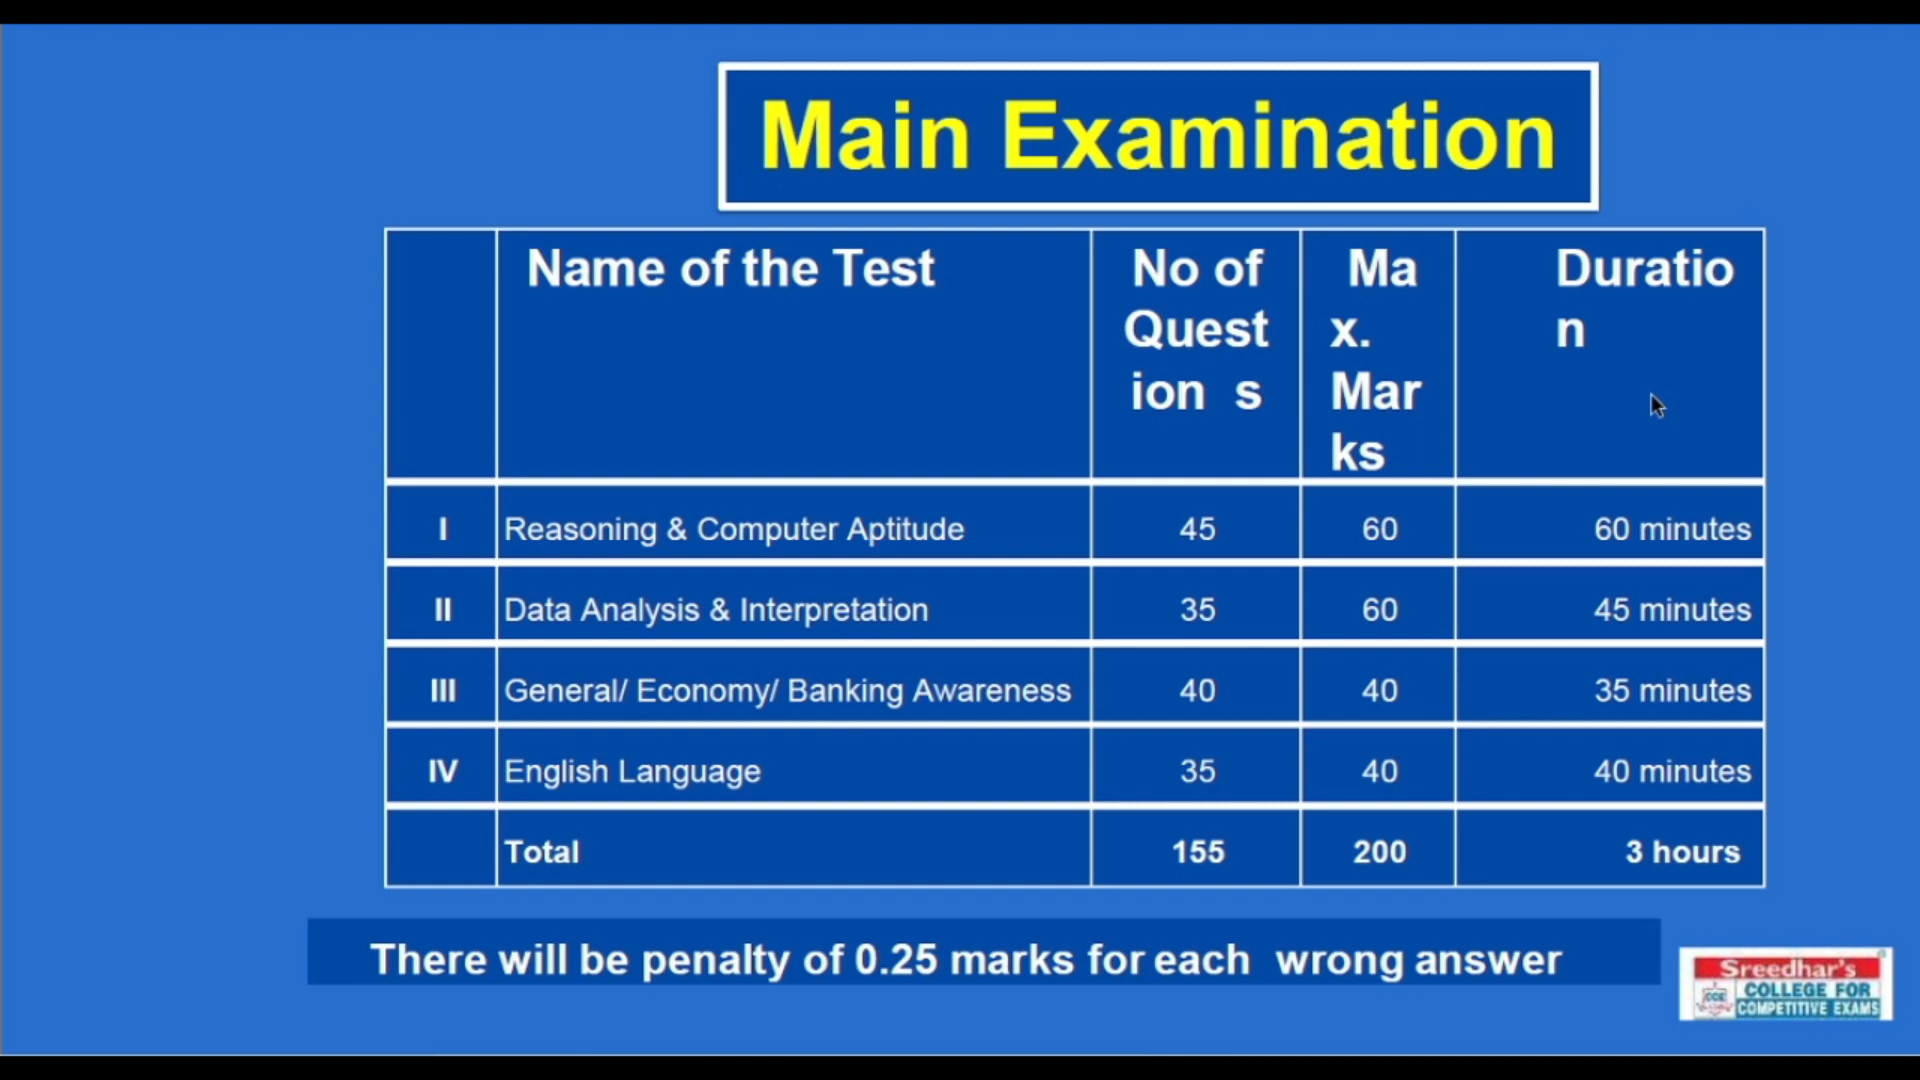 Main Examination
Name of the Test
No of
Quest
ion s
Ma
x.
Mar
ks
Duratio
n
I Reasoning & Computer Aptitude 45 60 60 minutes
II Data Analysis & Interpretation 35 60 45 minutes
III General/ Economy/ Banking Awareness 40 40 35 minutes
IV English Language 35 40 40 minutes
Total 155 200 3 hours
There will be penalty of 0.25 marks for each wrong answer
Sreedhar's
COLLEGE FOR
CCE
COMPETITIVE EXAMS